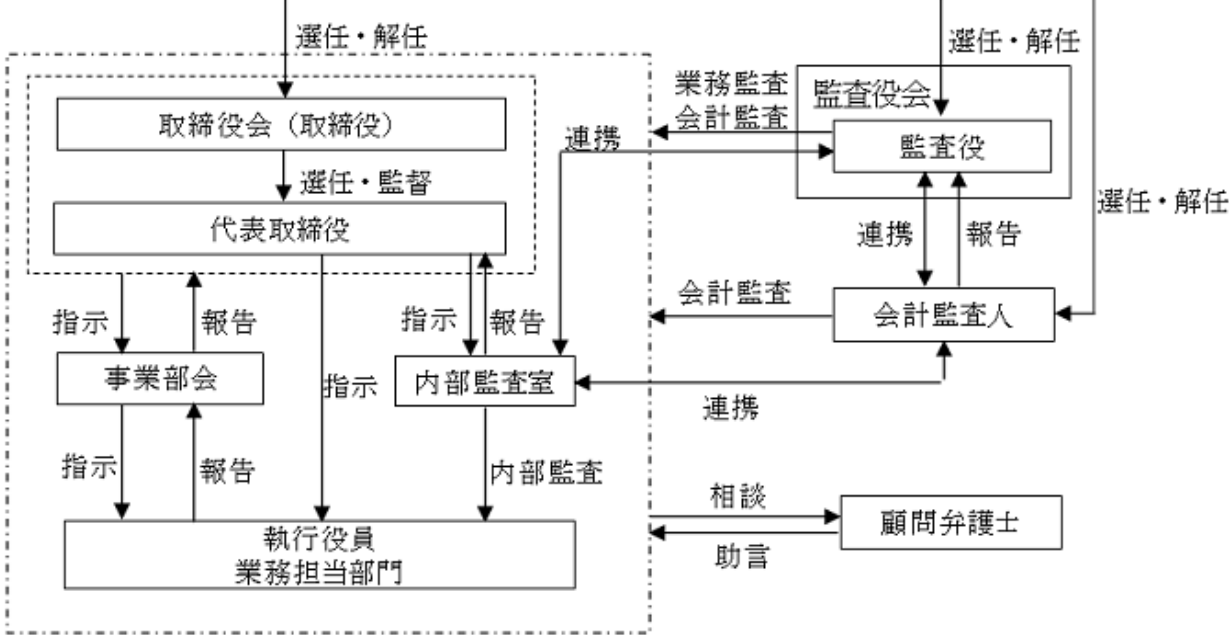 選任・解任
選任・解任
業務監査
会計監査
監査役会
取締役会（取締役）
連携
監査役
選任・監督
選任・解任
代表取締役
連携
報告
会計監査
会計監査人
指示
報告
指示
報告
事業部会
指示
内部監査室
連携
指示
報告
内部監査
相談
顧問弁護士
助言
執行役員
業務担当部門